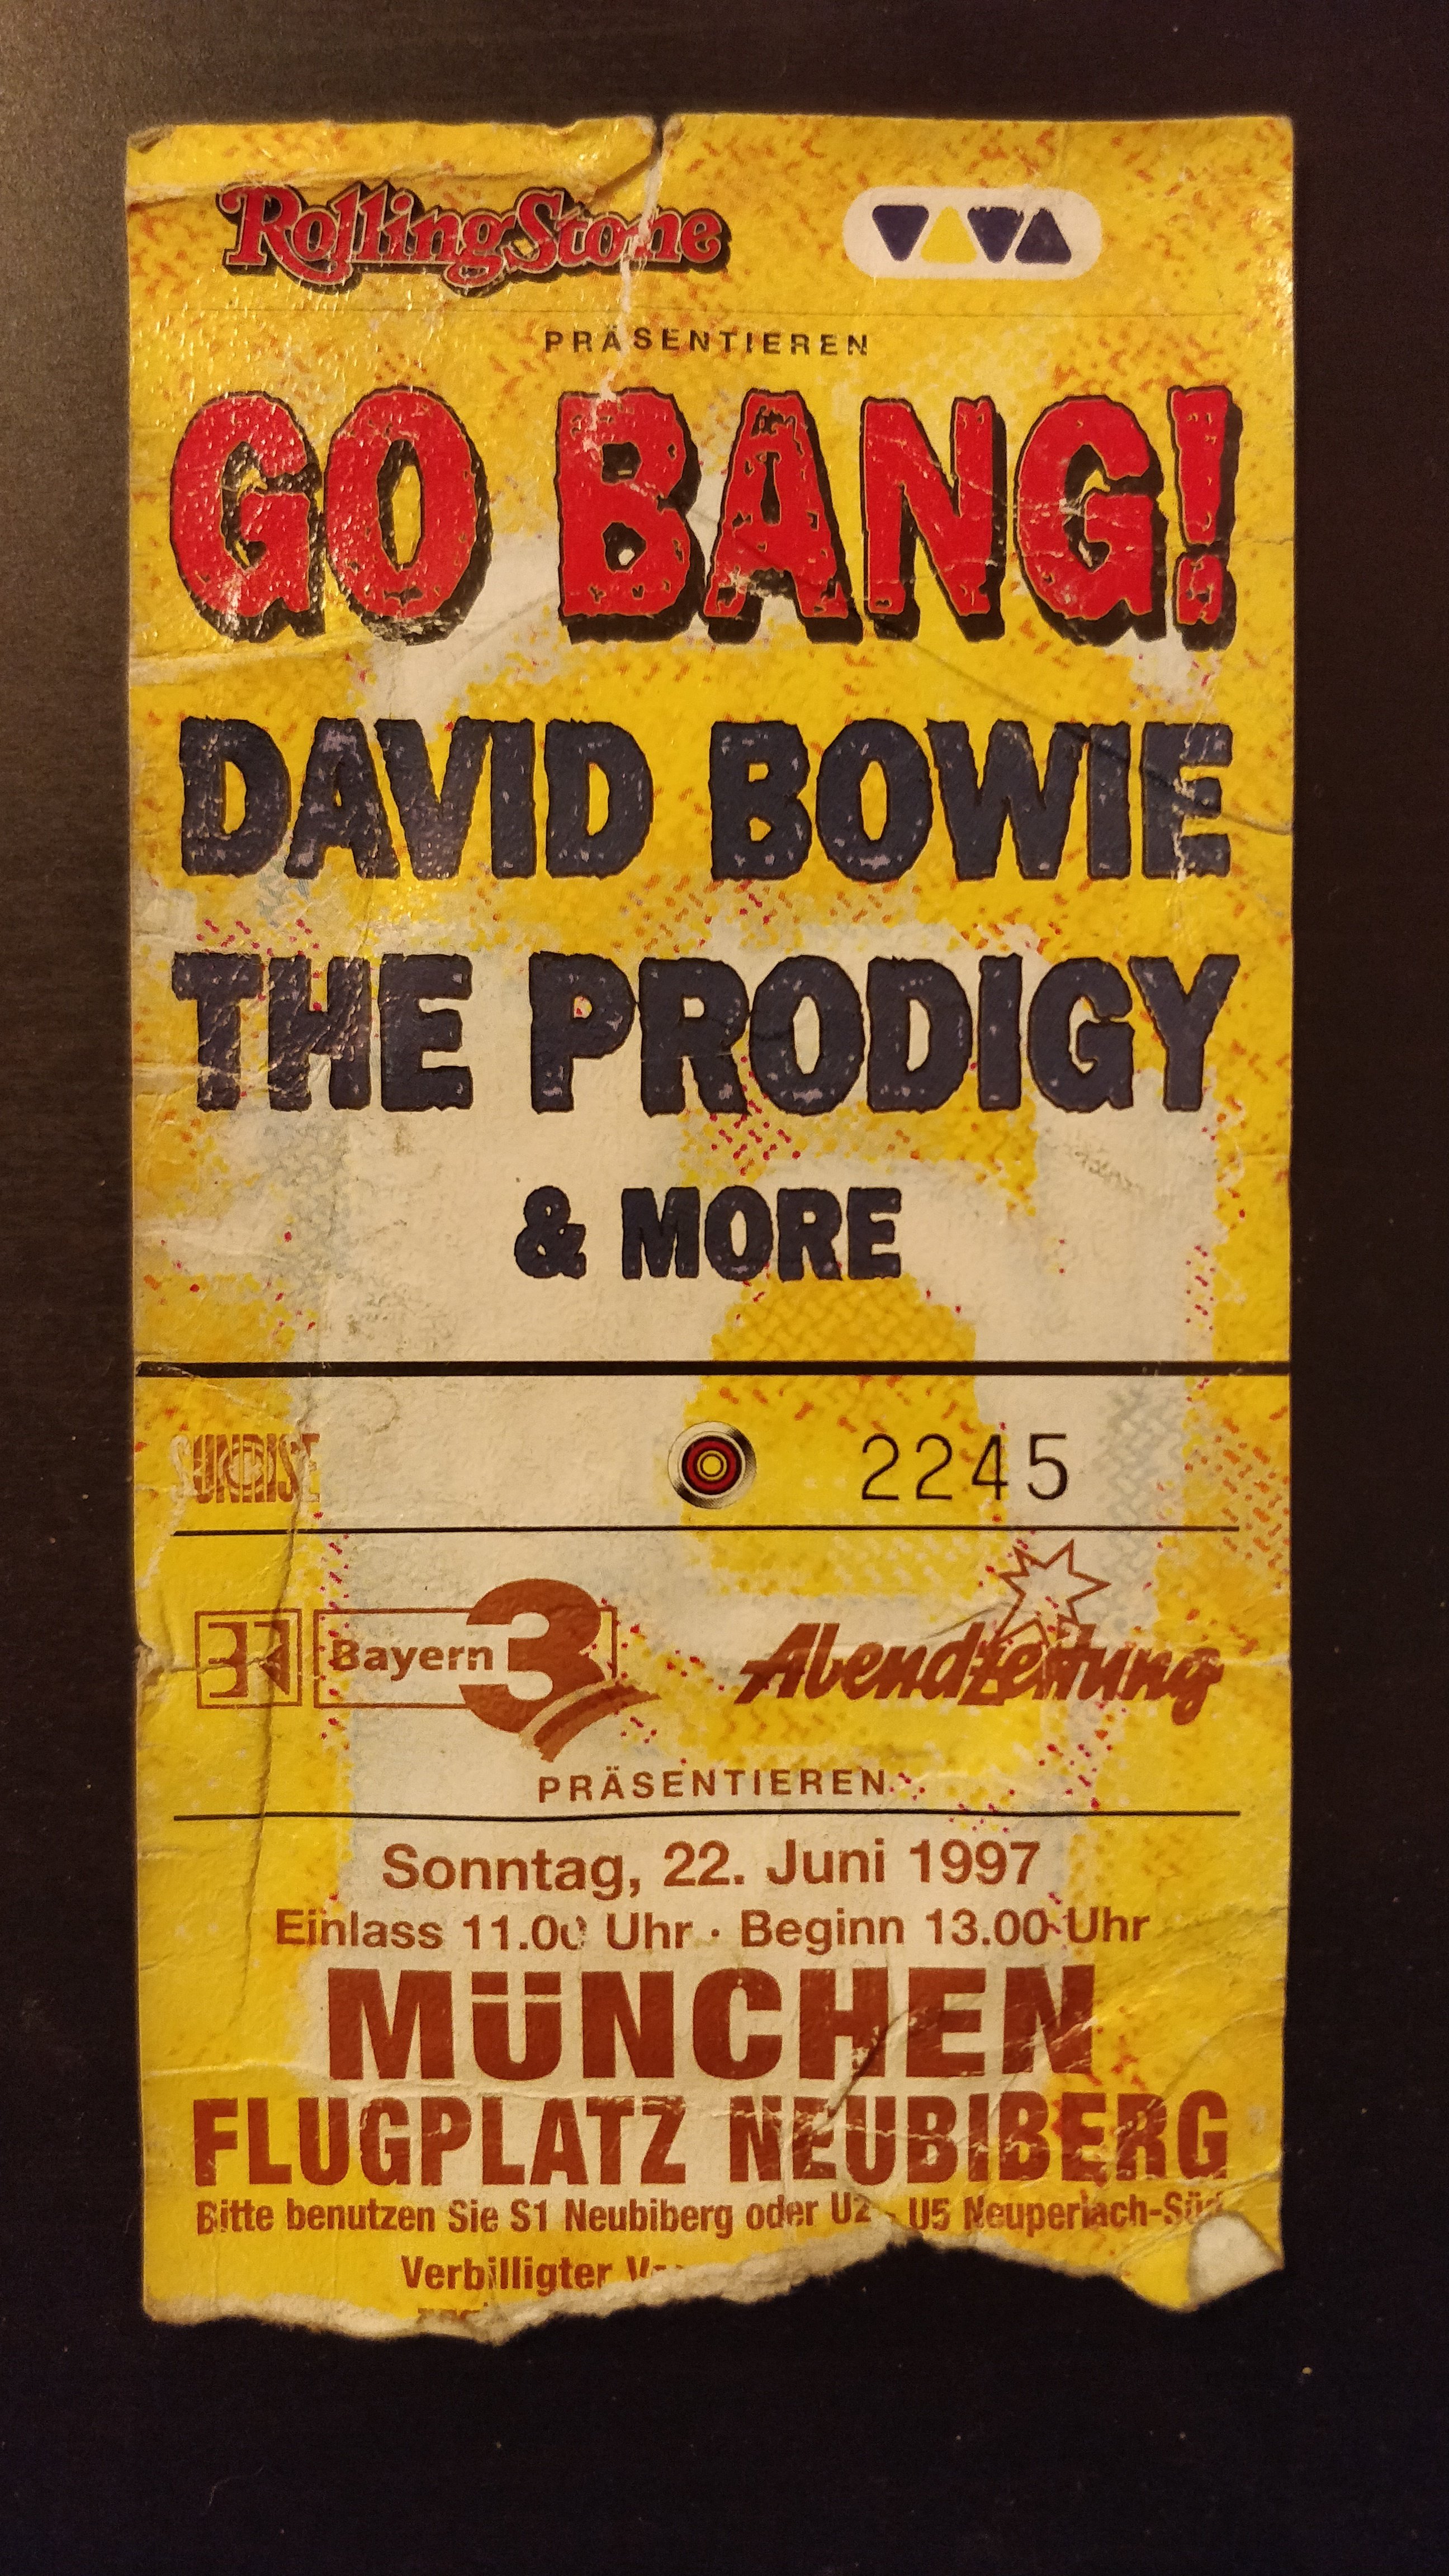 RollingStone VIVA
PRÄSENTIEREN
GO BANG!
DAVID BOWIE
THE PRODIGY
& MORE
SUNRISE 2245
BR Bayern 3 Abendzeitung
PRÄSENTIEREN
Sonntag, 22. Juni 1997
Einlass 11.00 Uhr · Beginn 13.00 Uhr
MÜNCHEN
FLUGPLATZ NEUBIBERG
Bitte benutzen Sie S1 Neubiberg oder U2 - U5 Neuperlach-Süd
Verbilligter